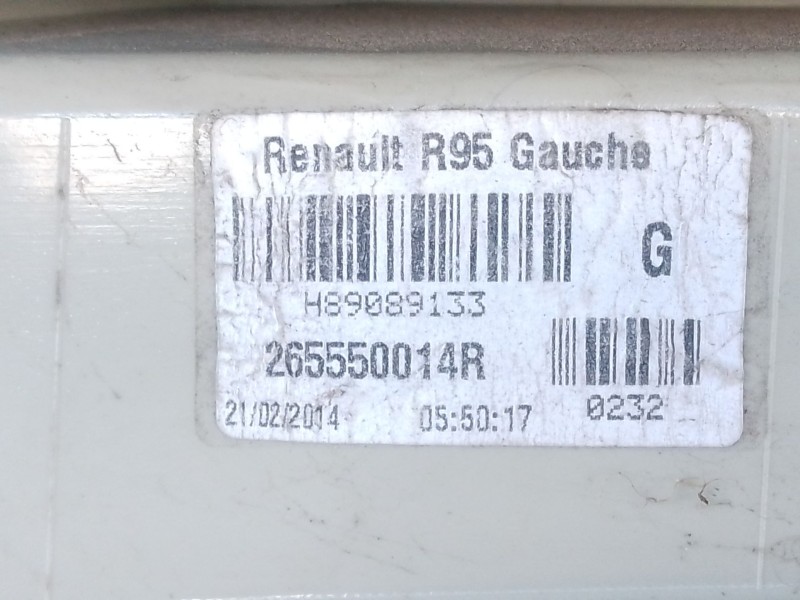 Renault R95 Gauche
G
H89089133
265550014R
0232
21/02/2014 05:50:17